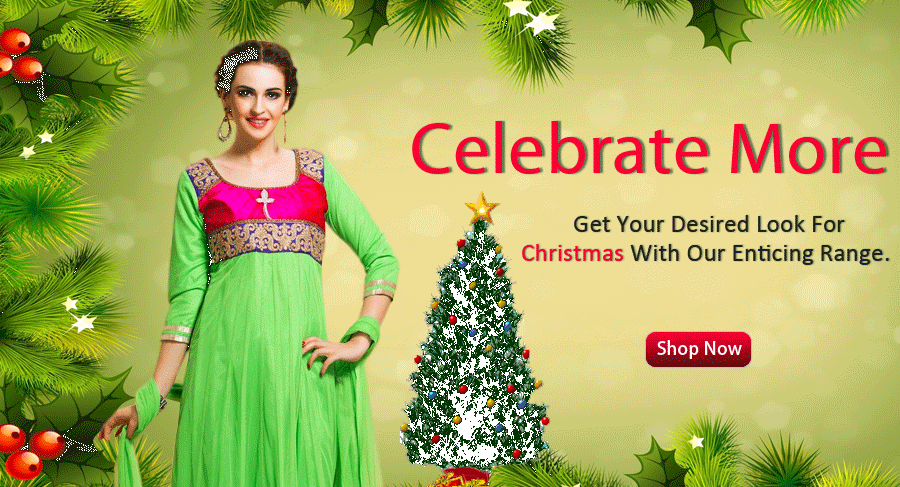 Celebrate More
Get Your Desired Look For
Christmas With Our Enticing Range.
Shop Now